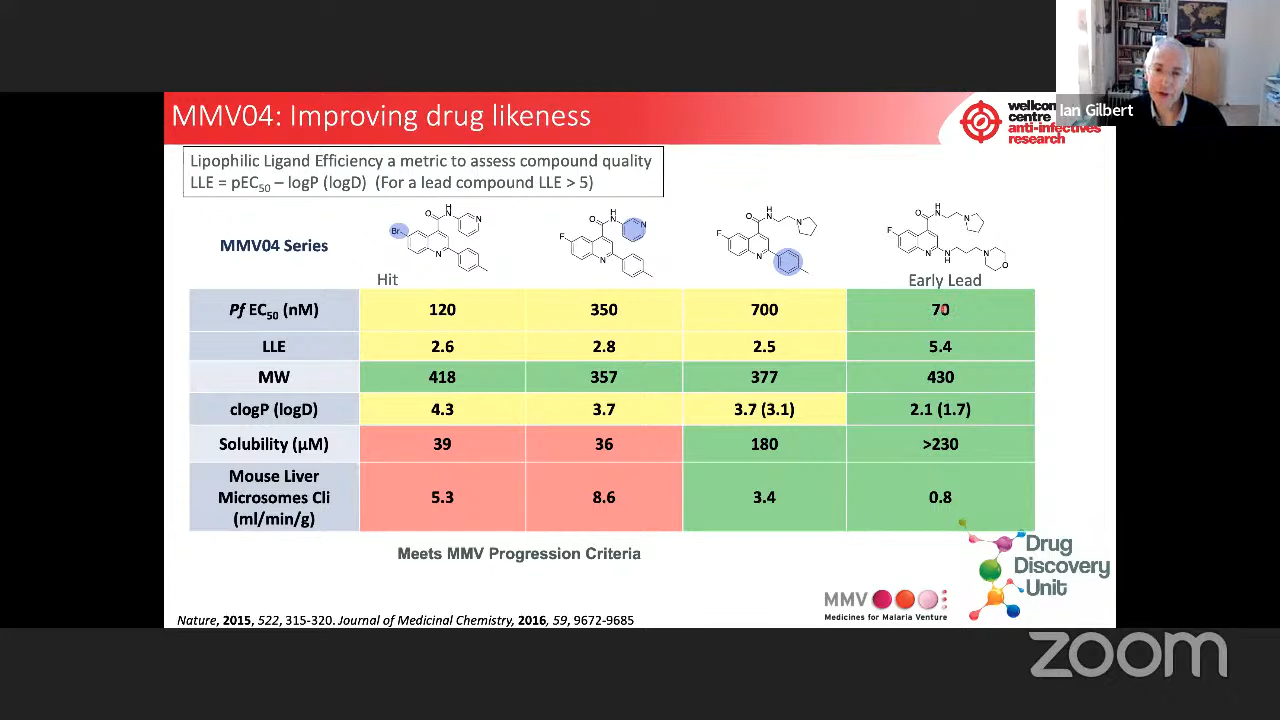 MMV04: Improving drug likeness
wellcome
centre
anti-infectives
research
Ian Gilbert
Lipophilic Ligand Efficiency a metric to assess compound quality
LLE = pEC50 – logP (logD) (For a lead compound LLE > 5)
MMV04 Series
Hit
Early Lead
Pf EC50 (nM) 120 350 700 70
LLE 2.6 2.8 2.5 5.4
MW 418 357 377 430
clogP (logD) 4.3 3.7 3.7 (3.1) 2.1 (1.7)
Solubility (µM) 39 36 180 >230
Mouse Liver
Microsomes Cli
(ml/min/g) 5.3 8.6 3.4 0.8
Meets MMV Progression Criteria
Drug
Discovery
Unit
MMV
Medicines for Malaria Venture
Nature, 2015, 522, 315-320. Journal of Medicinal Chemistry, 2016, 59, 9672-9685
zoom